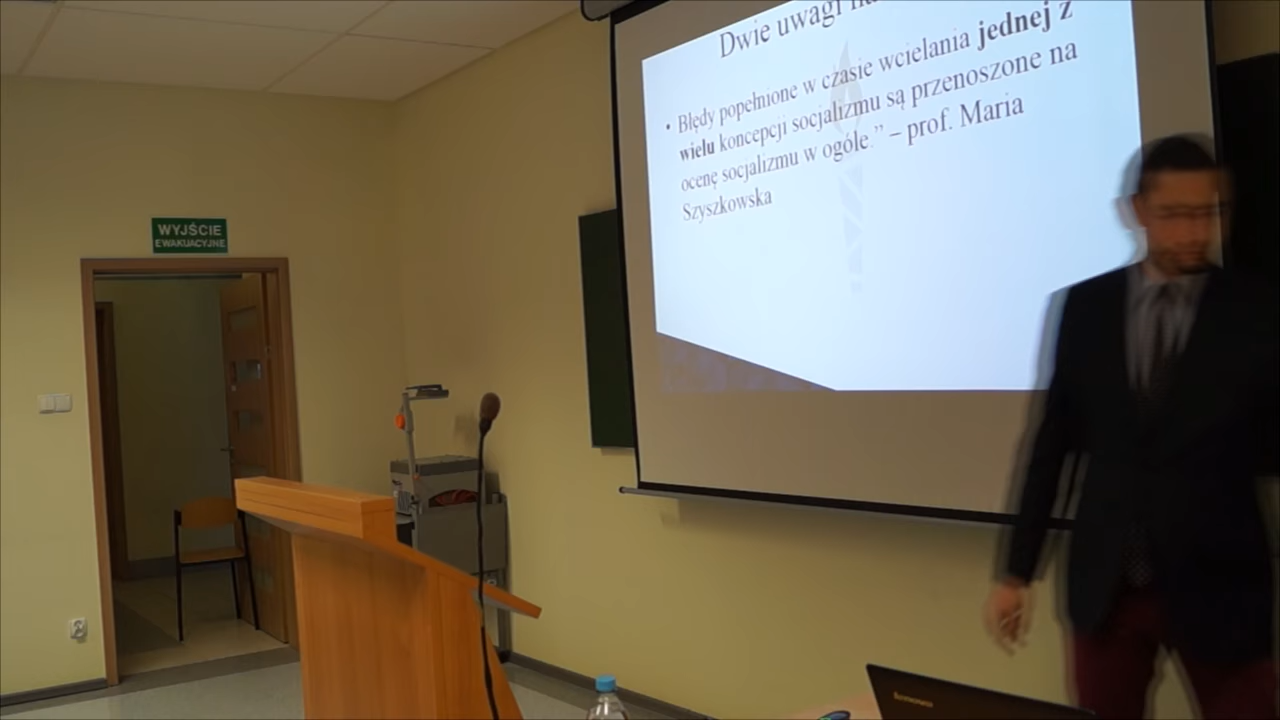 Dwie uwagi
• Błędy popełnione w czasie wcielania jednej z
wielu koncepcji socjalizmu są przenoszone na
ocenę socjalizmu w ogóle.” – prof. Maria
Szyszkowska
WYJŚCIE
EWAKUACYJNE
lenovo